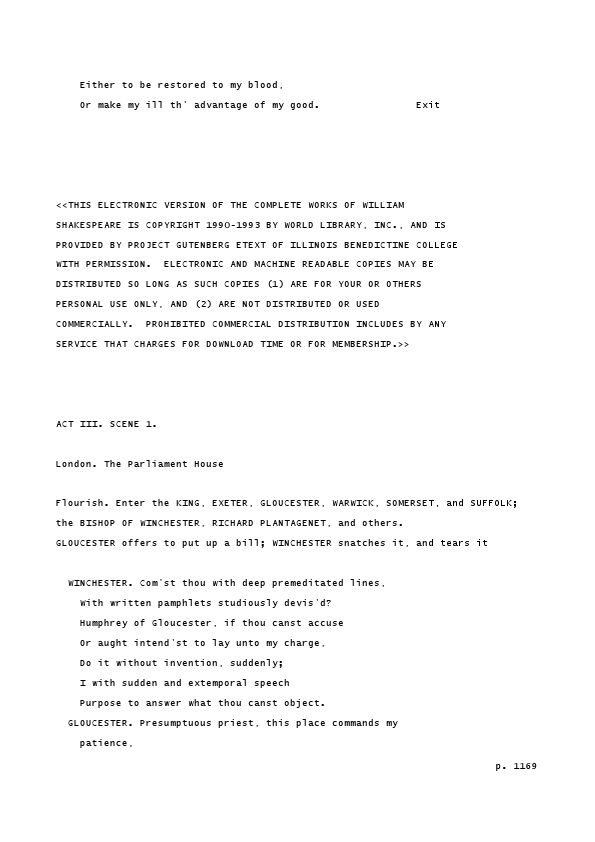 Either to be restored to my blood,
Or make my ill th' advantage of my good.                Exit
<<THIS ELECTRONIC VERSION OF THE COMPLETE WORKS OF WILLIAM
SHAKESPEARE IS COPYRIGHT 1990-1993 BY WORLD LIBRARY, INC., AND IS
PROVIDED BY PROJECT GUTENBERG ETEXT OF ILLINOIS BENEDICTINE COLLEGE
WITH PERMISSION.  ELECTRONIC AND MACHINE READABLE COPIES MAY BE
DISTRIBUTED SO LONG AS SUCH COPIES (1) ARE FOR YOUR OR OTHERS
PERSONAL USE ONLY, AND (2) ARE NOT DISTRIBUTED OR USED
COMMERCIALLY.  PROHIBITED COMMERCIAL DISTRIBUTION INCLUDES BY ANY
SERVICE THAT CHARGES FOR DOWNLOAD TIME OR FOR MEMBERSHIP.>>
ACT III. SCENE 1.
London. The Parliament House
Flourish. Enter the KING, EXETER, GLOUCESTER, WARWICK, SOMERSET, and SUFFOLK;
the BISHOP OF WINCHESTER, RICHARD PLANTAGENET, and others.
GLOUCESTER offers to put up a bill; WINCHESTER snatches it, and tears it
WINCHESTER. Com'st thou with deep premeditated lines,
With written pamphlets studiously devis'd?
Humphrey of Gloucester, if thou canst accuse
Or aught intend'st to lay unto my charge,
Do it without invention, suddenly;
I with sudden and extemporal speech
Purpose to answer what thou canst object.
GLOUCESTER. Presumptuous priest, this place commands my
patience,
p. 1169